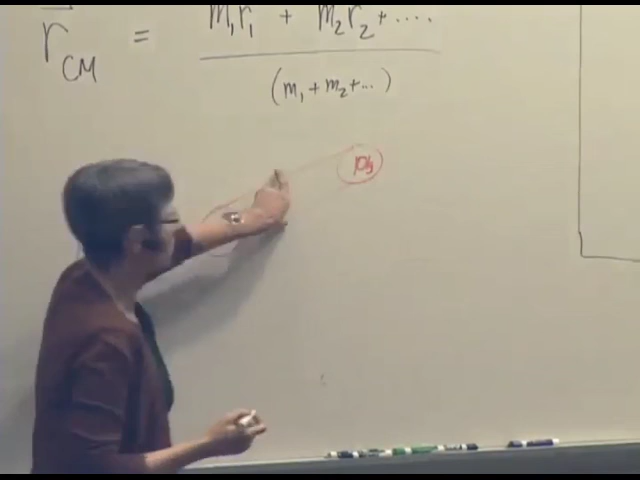 m₁r₁ + m₂r₂ + ....
r_CM =
(m₁ + m₂ + ...)